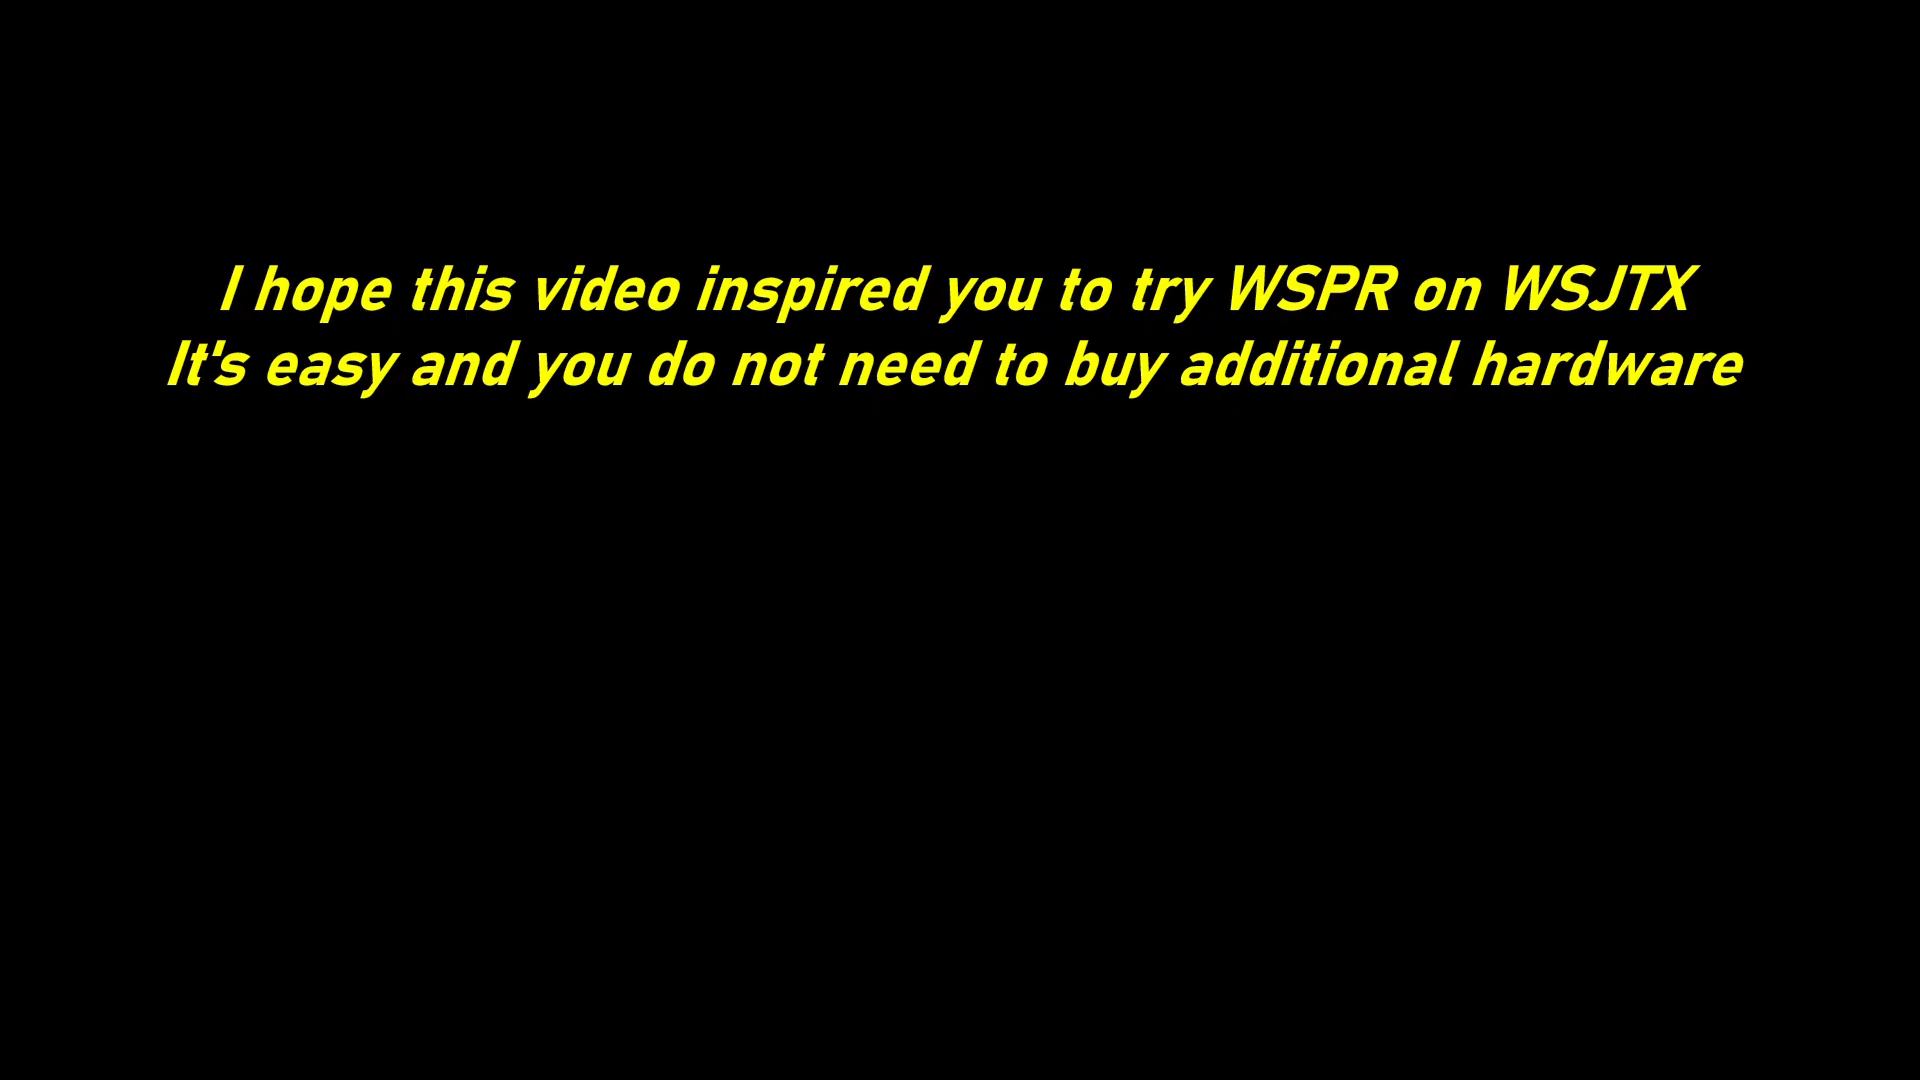 I hope this video inspired you to try WSPR on WSJTX
It's easy and you do not need to buy additional hardware